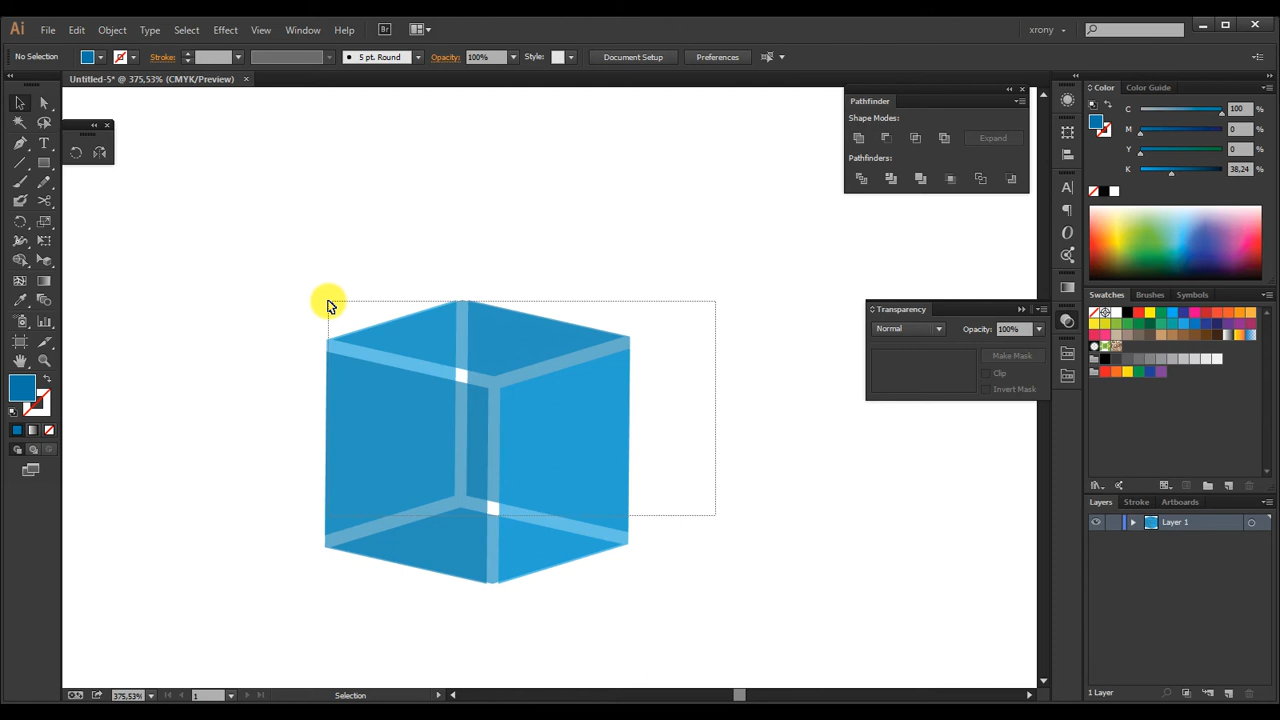 Ai File Edit Object Type Select Effect View Window Help Br xrony
No Selection Stroke: 5 pt. Round Opacity: 100% Style: Document Setup Preferences
Untitled-5* @ 375,53% (CMYK/Preview)
Pathfinder
Shape Modes:
Expand
Pathfinders:
Color Color Guide
C 100 %
M 0 %
Y 0 %
K 38,24 %
Swatches Brushes Symbols
Transparency
Normal Opacity: 100%
Make Mask
Clip
Invert Mask
Layers Stroke Artboards
Layer 1
375,53% 1 Selection
1 Layer